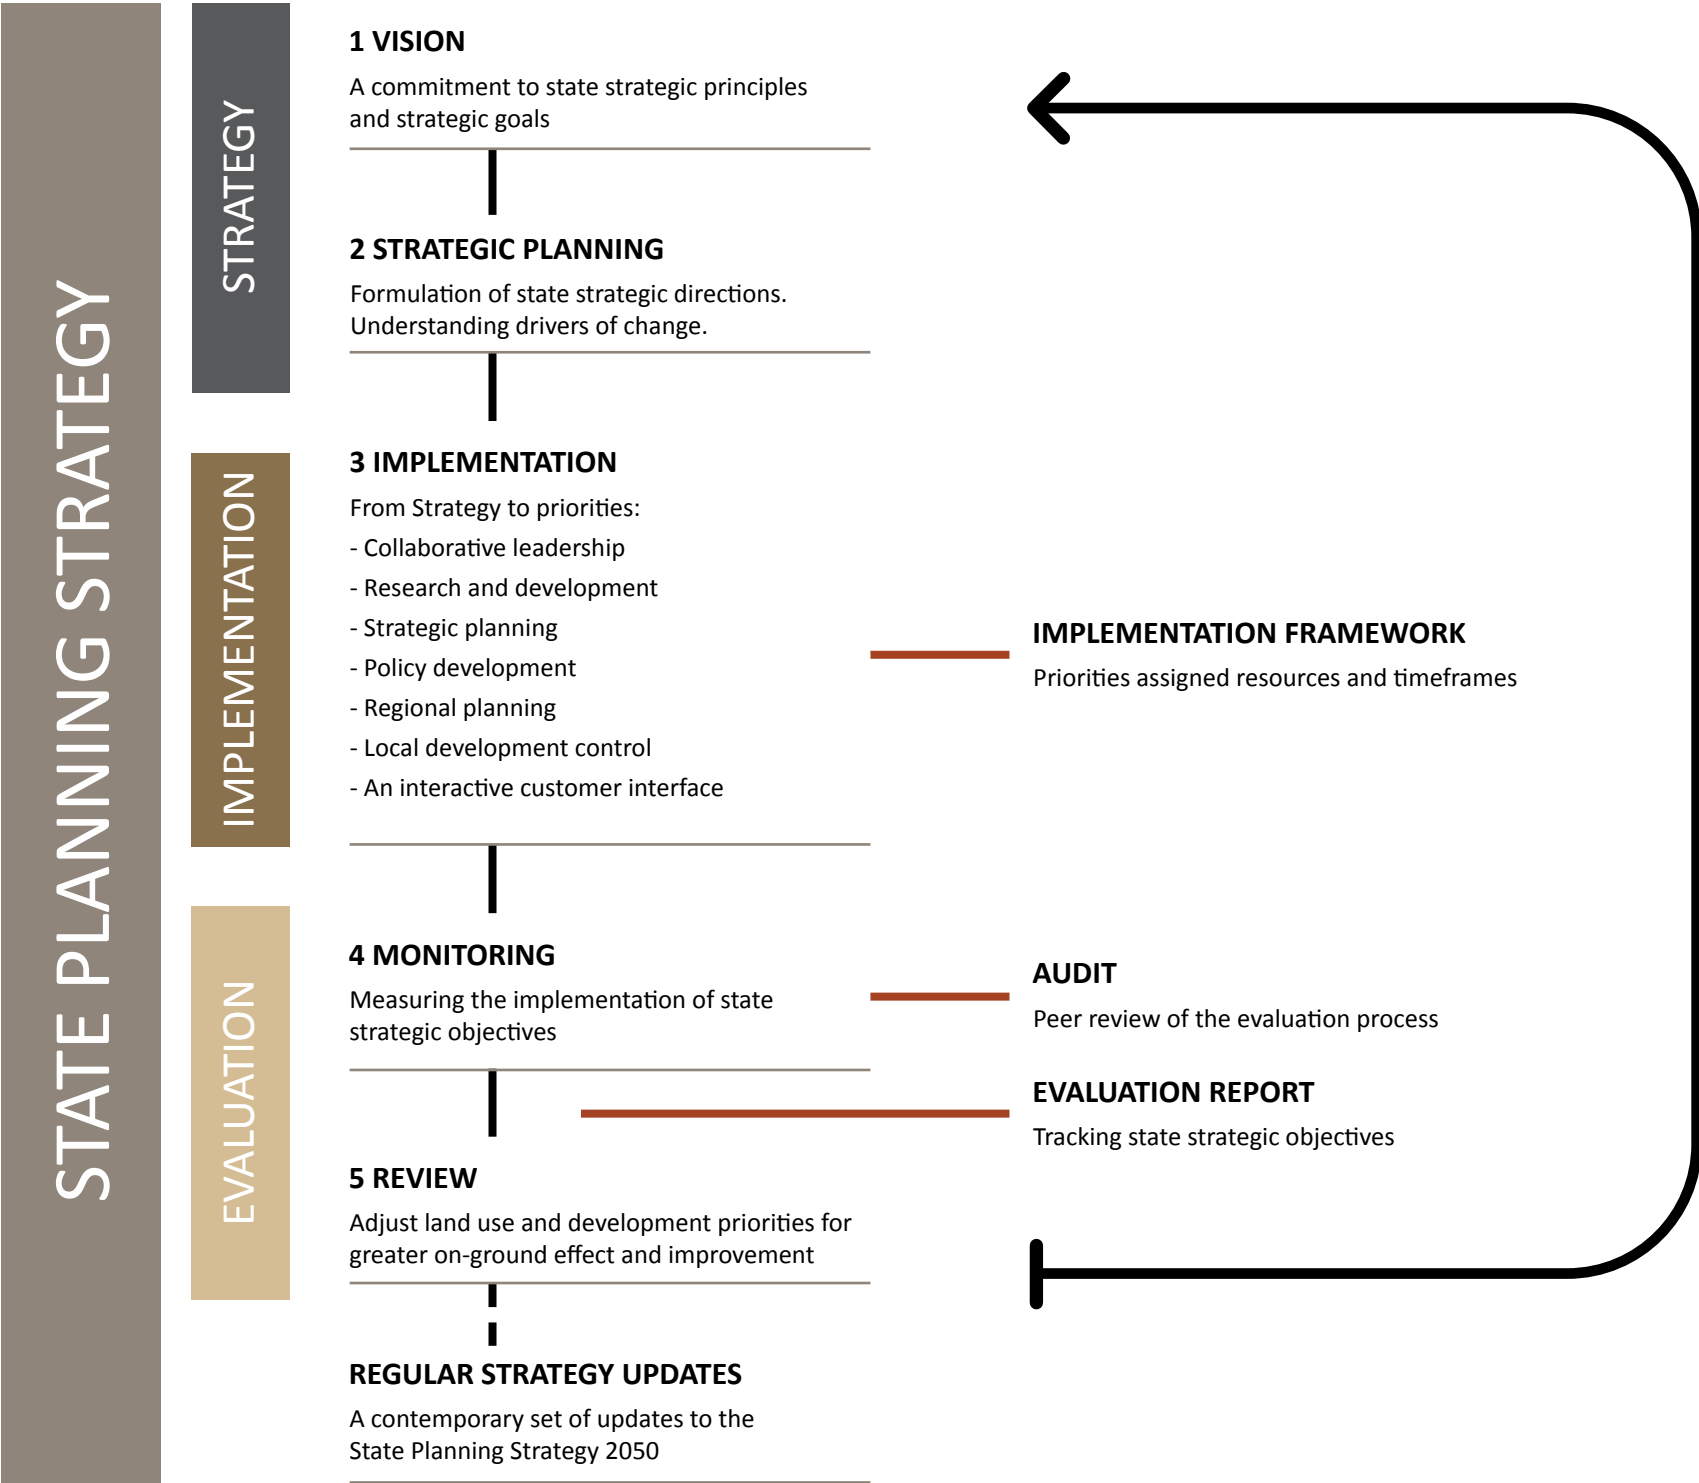 STATE PLANNING STRATEGY
STRATEGY
1 VISION
A commitment to state strategic principles
and strategic goals
2 STRATEGIC PLANNING
Formulation of state strategic directions.
Understanding drivers of change.
IMPLEMENTATION
3 IMPLEMENTATION
From Strategy to priorities:
- Collaborative leadership
- Research and development
- Strategic planning
- Policy development
- Regional planning
- Local development control
- An interactive customer interface
IMPLEMENTATION FRAMEWORK
Priorities assigned resources and timeframes
EVALUATION
4 MONITORING
Measuring the implementation of state
strategic objectives
AUDIT
Peer review of the evaluation process
EVALUATION REPORT
Tracking state strategic objectives
5 REVIEW
Adjust land use and development priorities for
greater on-ground effect and improvement
REGULAR STRATEGY UPDATES
A contemporary set of updates to the
State Planning Strategy 2050